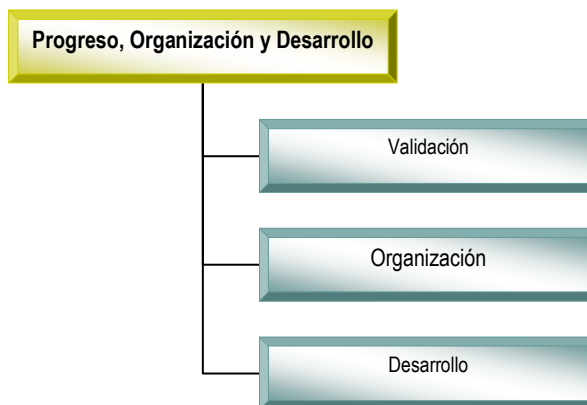 Progreso, Organización y Desarrollo
Validación
Organización
Desarrollo